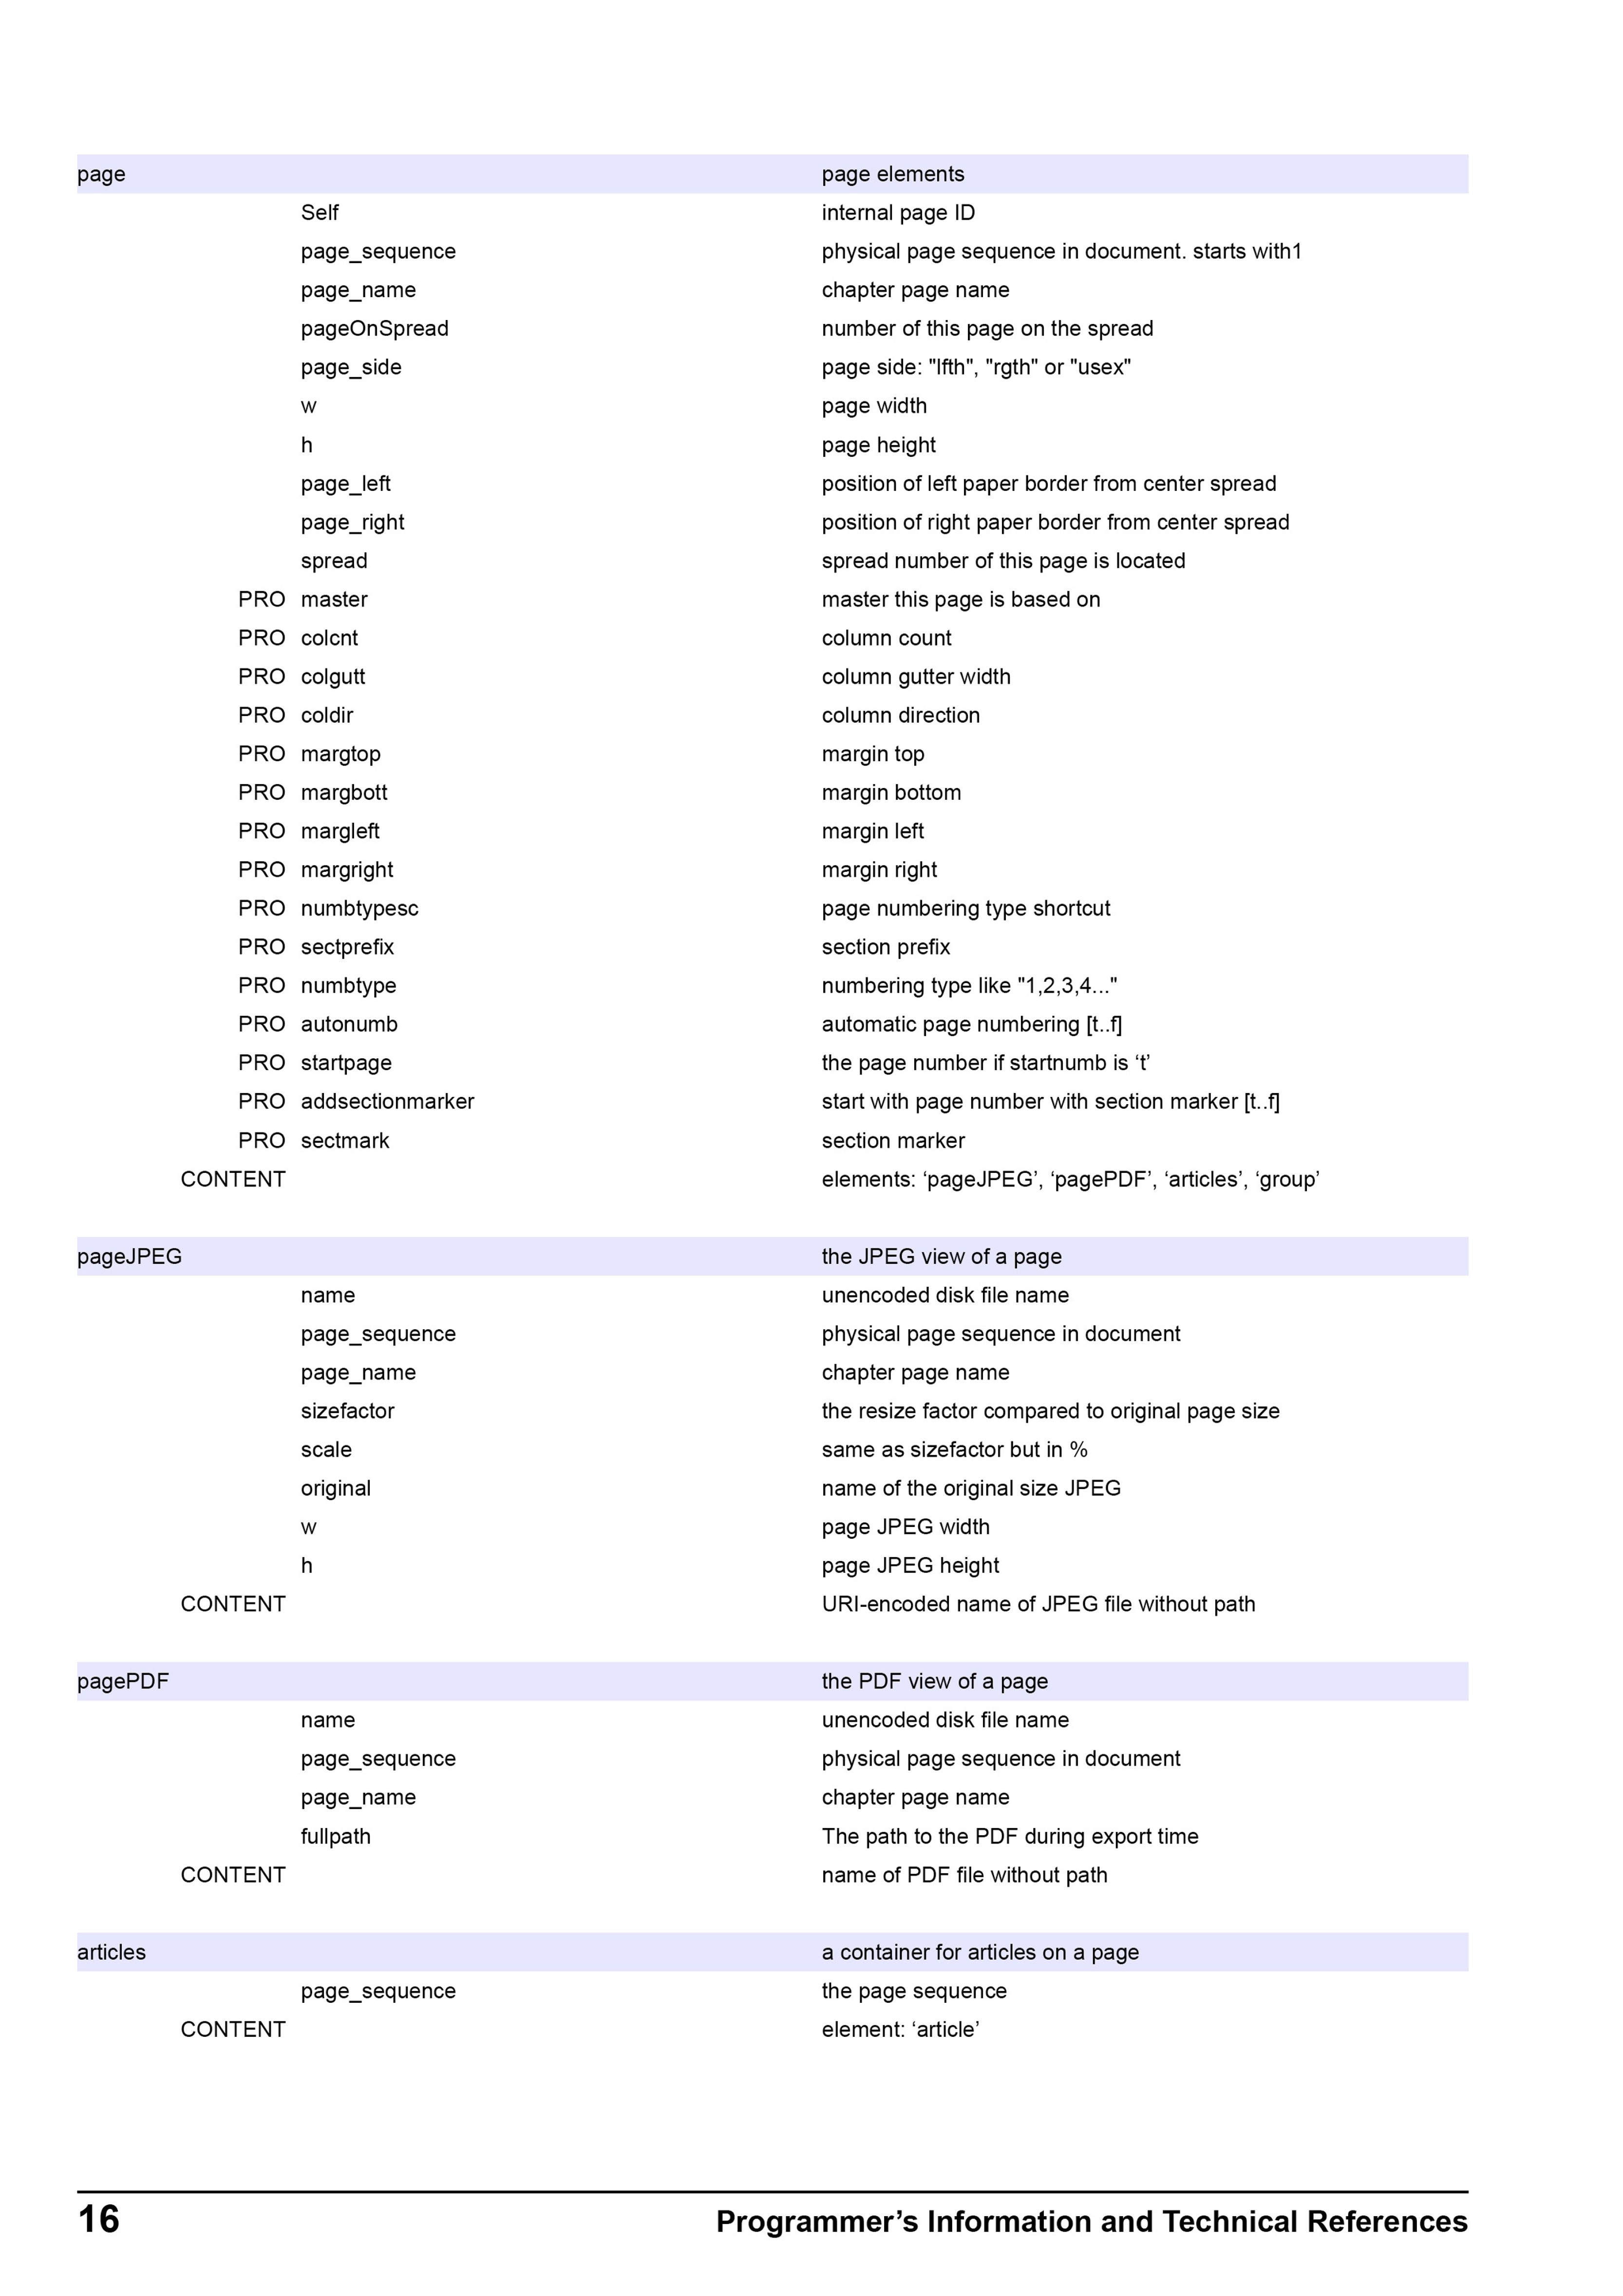 page page elements
Self internal page ID
page_sequence physical page sequence in document. starts with1
page_name chapter page name
pageOnSpread number of this page on the spread
page_side page side: "lfth", "rgth" or "usex"
w page width
h page height
page_left position of left paper border from center spread
page_right position of right paper border from center spread
spread spread number of this page is located
PRO master master this page is based on
PRO colcnt column count
PRO colgutt column gutter width
PRO coldir column direction
PRO margtop margin top
PRO margbott margin bottom
PRO margleft margin left
PRO margright margin right
PRO numbtypesc page numbering type shortcut
PRO sectprefix section prefix
PRO numbtype numbering type like "1,2,3,4..."
PRO autonumb automatic page numbering [t..f]
PRO startpage the page number if startnumb is ‘t’
PRO addsectionmarker start with page number with section marker [t..f]
PRO sectmark section marker
CONTENT elements: ‘pageJPEG’, ‘pagePDF’, ‘articles’, ‘group’
pageJPEG the JPEG view of a page
name unencoded disk file name
page_sequence physical page sequence in document
page_name chapter page name
sizefactor the resize factor compared to original page size
scale same as sizefactor but in %
original name of the original size JPEG
w page JPEG width
h page JPEG height
CONTENT URI-encoded name of JPEG file without path
pagePDF the PDF view of a page
name unencoded disk file name
page_sequence physical page sequence in document
page_name chapter page name
fullpath The path to the PDF during export time
CONTENT name of PDF file without path
articles a container for articles on a page
page_sequence the page sequence
CONTENT element: ‘article’
16 Programmer’s Information and Technical References